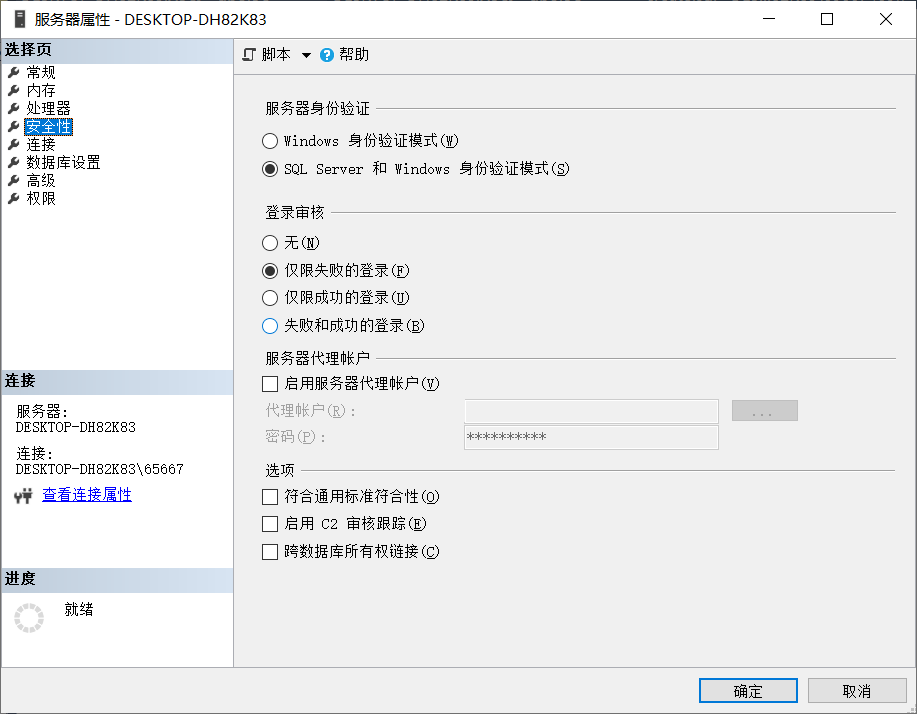 服务器属性 - DESKTOP-DH82K83
选择页
常规
内存
处理器
安全性
连接
数据库设置
高级
权限
连接
服务器:
DESKTOP-DH82K83
连接:
DESKTOP-DH82K83\65667
查看连接属性
进度
就绪
脚本 帮助
服务器身份验证
Windows 身份验证模式(W)
SQL Server 和 Windows 身份验证模式(S)
登录审核
无(N)
仅限失败的登录(F)
仅限成功的登录(U)
失败和成功的登录(B)
服务器代理帐户
启用服务器代理帐户(V)
代理帐户(R): ...
密码(P): **********
选项
符合通用标准符合性(O)
启用 C2 审核跟踪(E)
跨数据库所有权链接(C)
确定 取消